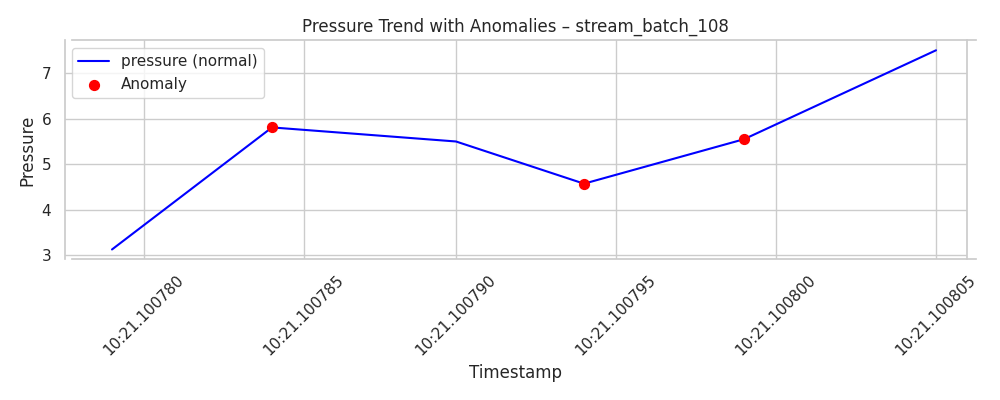 Pressure Trend with Anomalies – stream_batch_108
pressure (normal)
Anomaly
Pressure
7
6
5
4
3
10:21.100780
10:21.100785
10:21.100790
10:21.100795
10:21.100800
10:21.100805
Timestamp